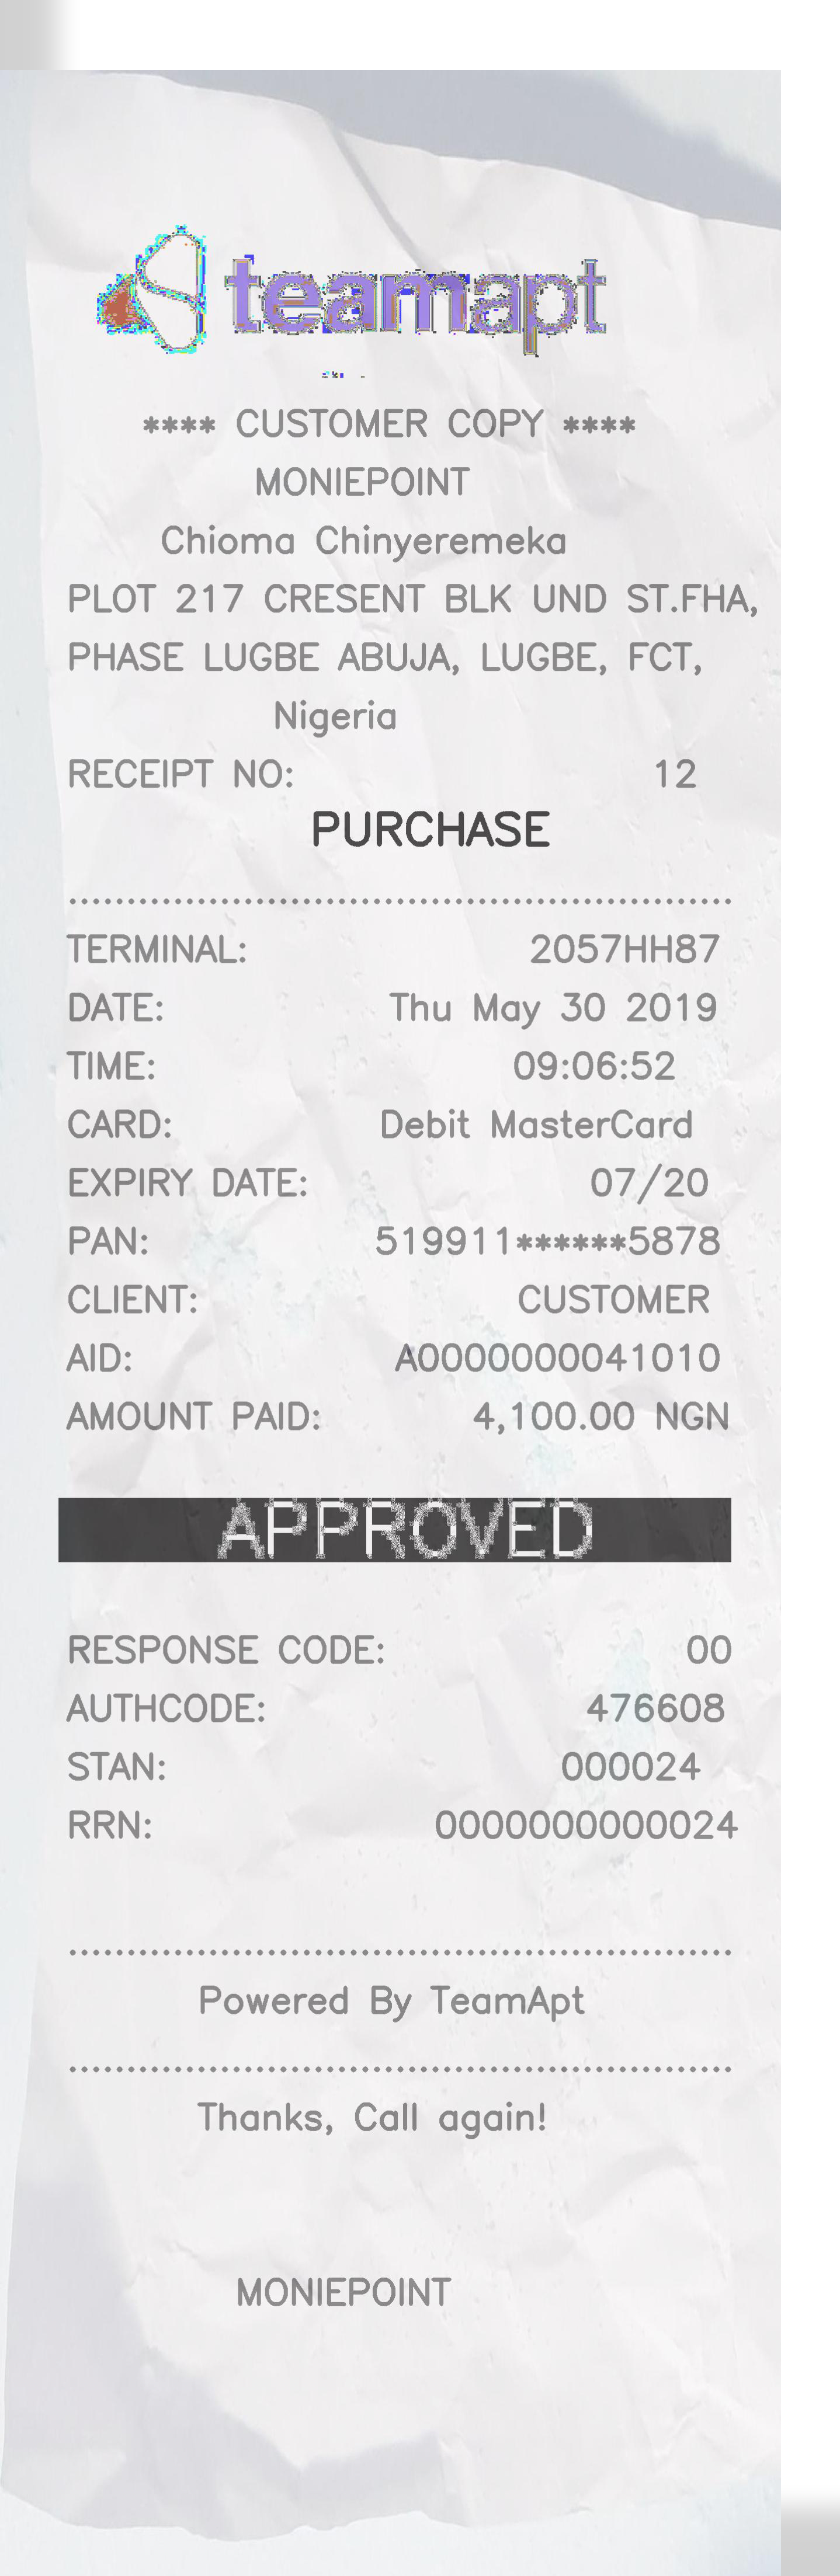 teamapt
**** CUSTOMER COPY ****
MONIEPOINT
Chioma Chinyeremeka
PLOT 217 CRESENT BLK UND ST.FHA,
PHASE LUGBE ABUJA, LUGBE, FCT,
Nigeria
RECEIPT NO: 12
PURCHASE
TERMINAL: 2057HH87
DATE: Thu May 30 2019
TIME: 09:06:52
CARD: Debit MasterCard
EXPIRY DATE: 07/20
PAN: 519911******5878
CLIENT: CUSTOMER
AID: A0000000041010
AMOUNT PAID: 4,100.00 NGN
APPROVED
RESPONSE CODE: 00
AUTHCODE: 476608
STAN: 000024
RRN: 0000000000024
Powered By TeamApt
Thanks, Call again!
MONIEPOINT